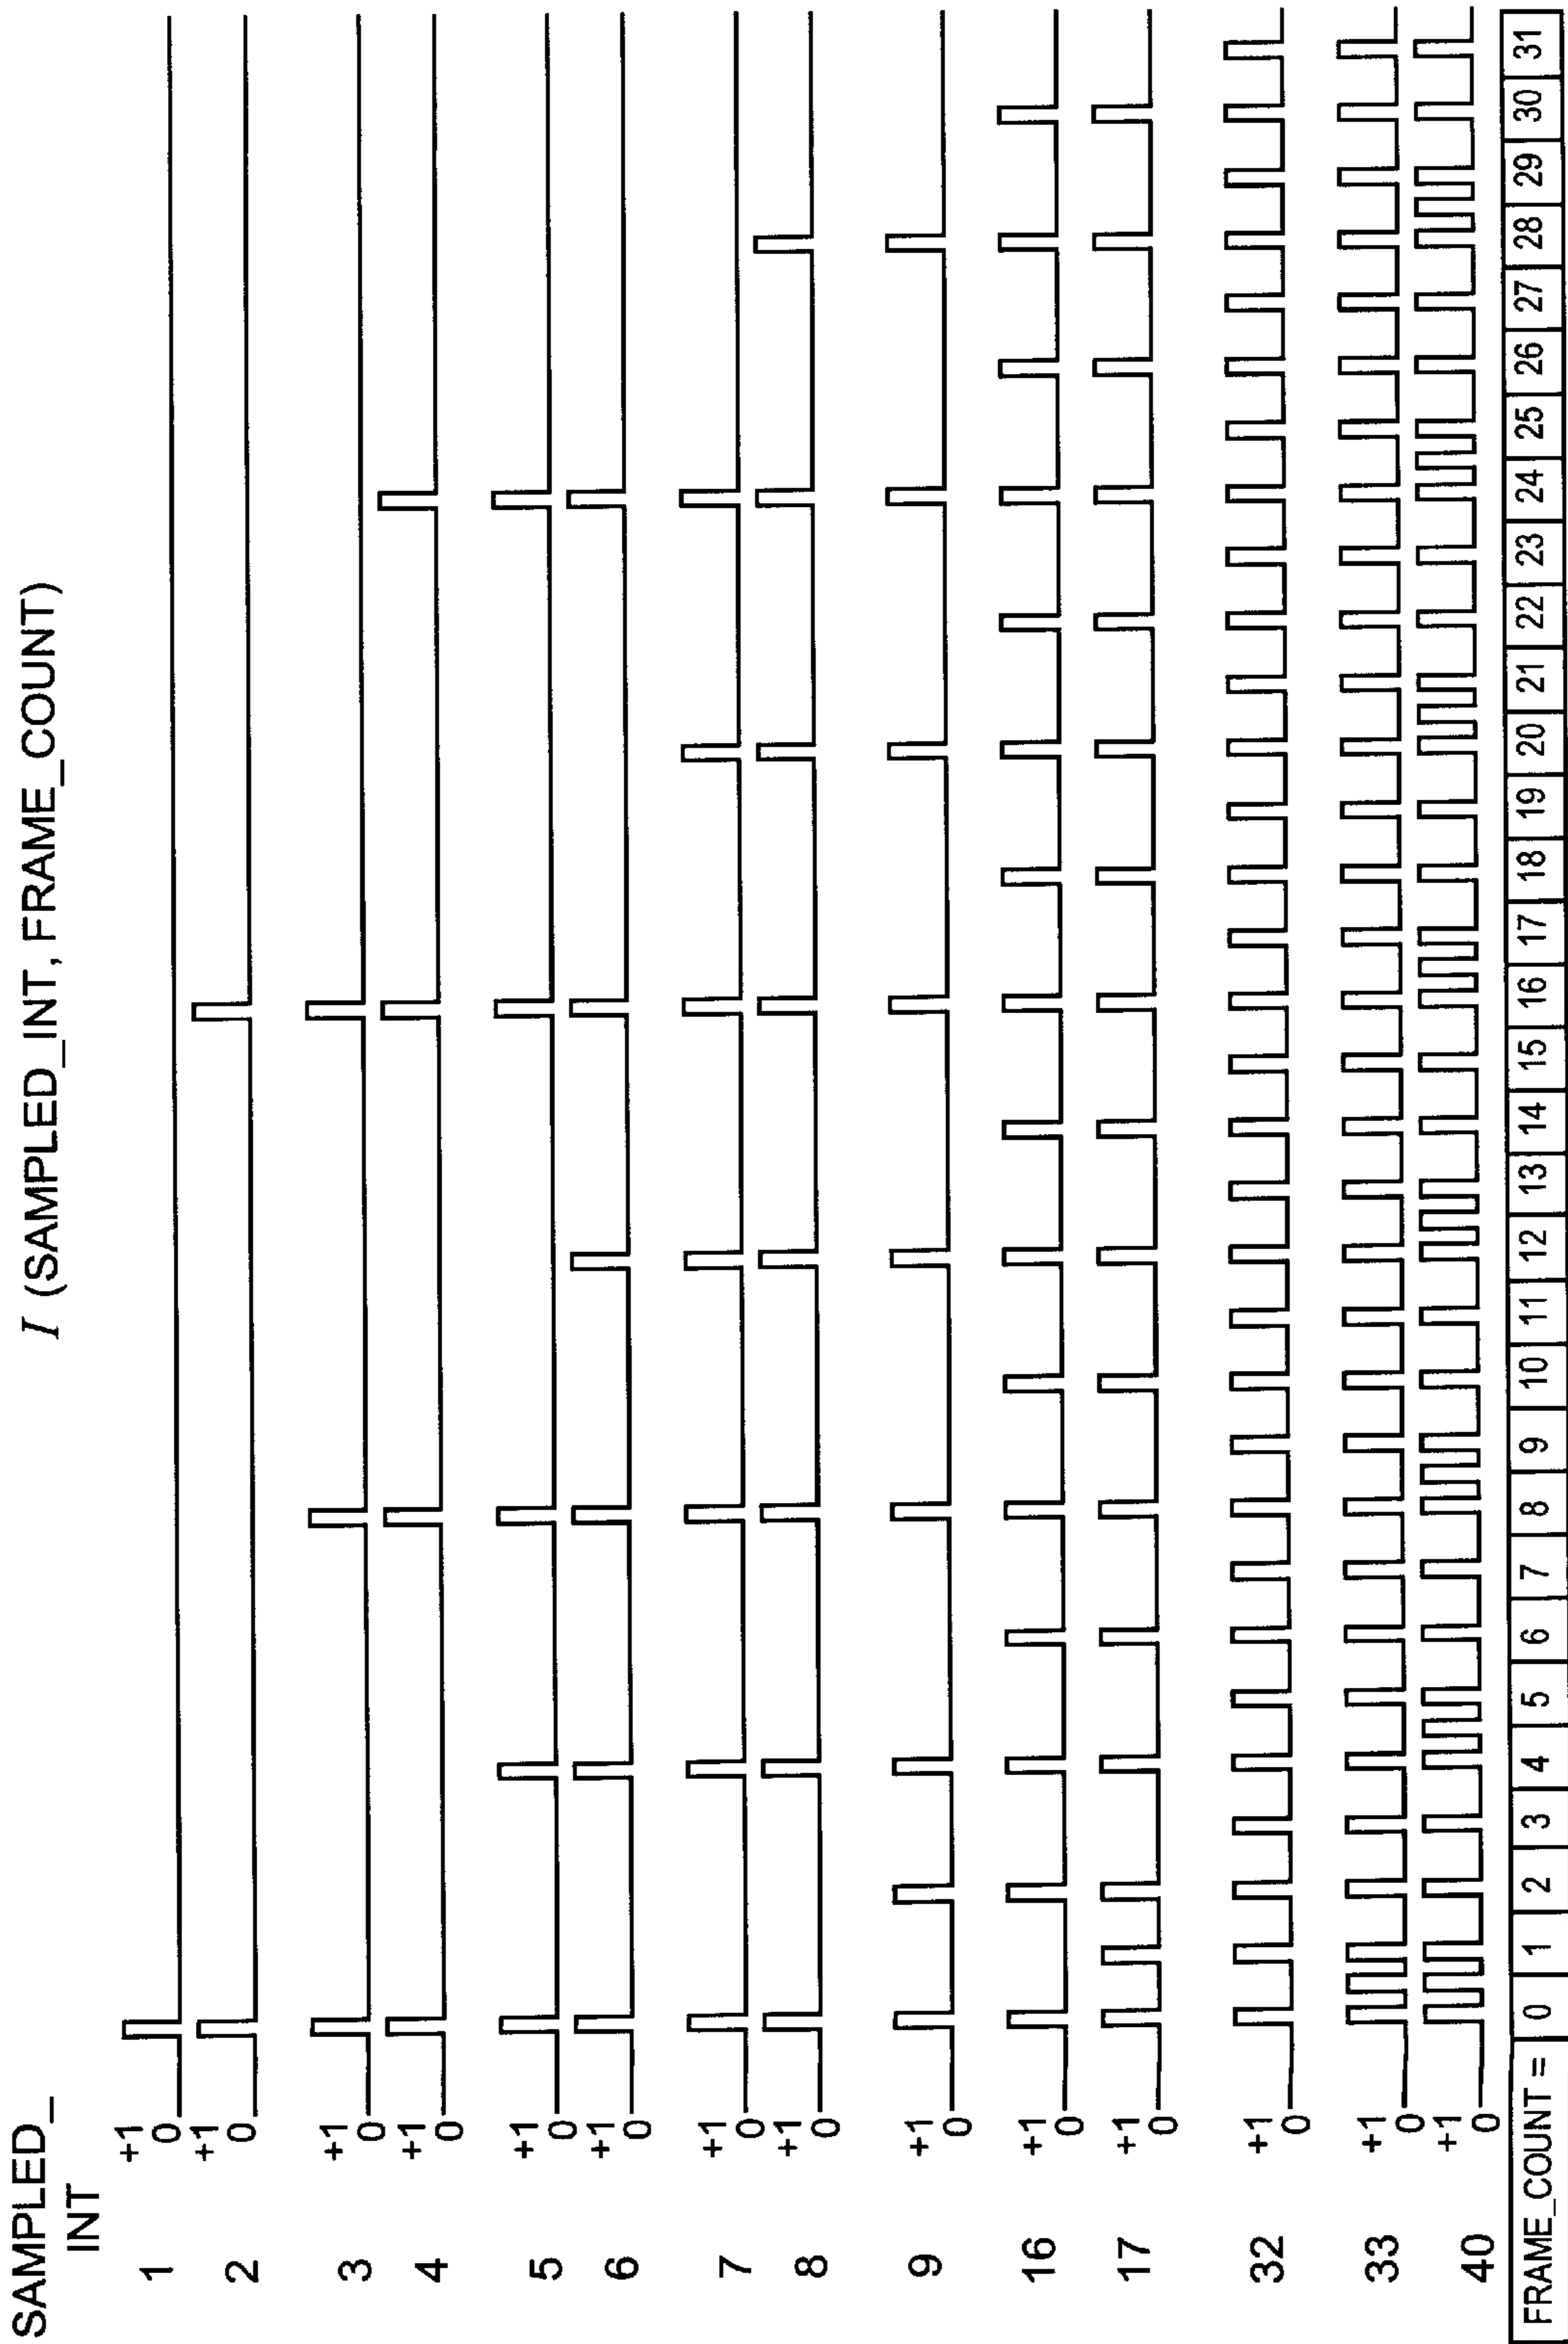 I (SAMPLED_INT, FRAME_COUNT)
SAMPLED_
INT
1 +1 0
2 +1 0
3 +1 0
4 +1 0
5 +1 0
6 +1 0
7 +1 0
8 +1 0
9 +1 0
16 +1 0
17 +1 0
32 +1 0
33 +1 0
40 +1 0
FRAME_COUNT = 0 1 2 3 4 5 6 7 8 9 10 11 12 13 14 15 16 17 18 19 20 21 22 23 24 25 26 27 28 29 30 31